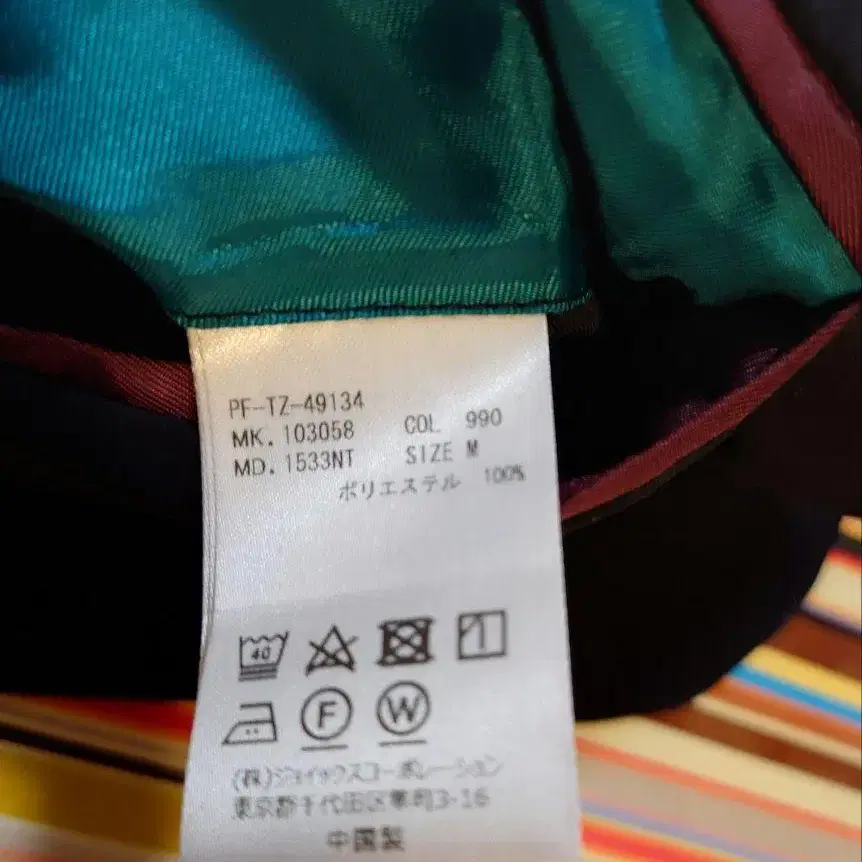 PF-TZ-49134
MK. 103058 COL 990
MD. 1533NT SIZE M
ポリエステル 100%
40
F W
(株)ジョイックスコーポレーション
東京都千代田区 3-16
中国製